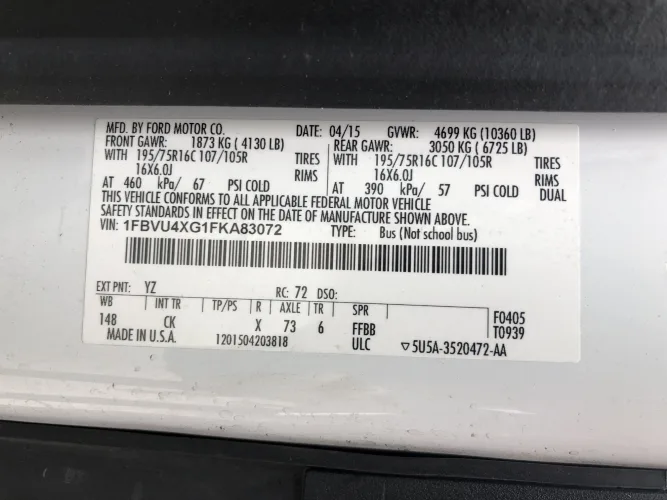 MFD. BY FORD MOTOR CO. DATE: 04/15 GVWR: 4699 KG (10360 LB)
FRONT GAWR: 1873 KG ( 4130 LB) REAR GAWR: 3050 KG ( 6725 LB)
WITH 195/75R16C 107/105R TIRES WITH 195/75R16C 107/105R TIRES
16X6.0J RIMS 16X6.0J RIMS
AT 460 kPa/ 67 PSI COLD AT 390 kPa/ 57 PSI COLD DUAL
THIS VEHICLE CONFORMS TO ALL APPLICABLE FEDERAL MOTOR VEHICLE
SAFETY STANDARDS IN EFFECT ON THE DATE OF MANUFACTURE SHOWN ABOVE.
VIN: 1FBVU4XG1FKA83072 TYPE: Bus (Not school bus)
EXT PNT: YZ RC: 72 DSO:
WB INT TR TP/PS R AXLE TR SPR F0405
148 CK X 73 6 FFBB T0939
MADE IN U.S.A. 1201504203818 ULC ▽5U5A-3520472-AA